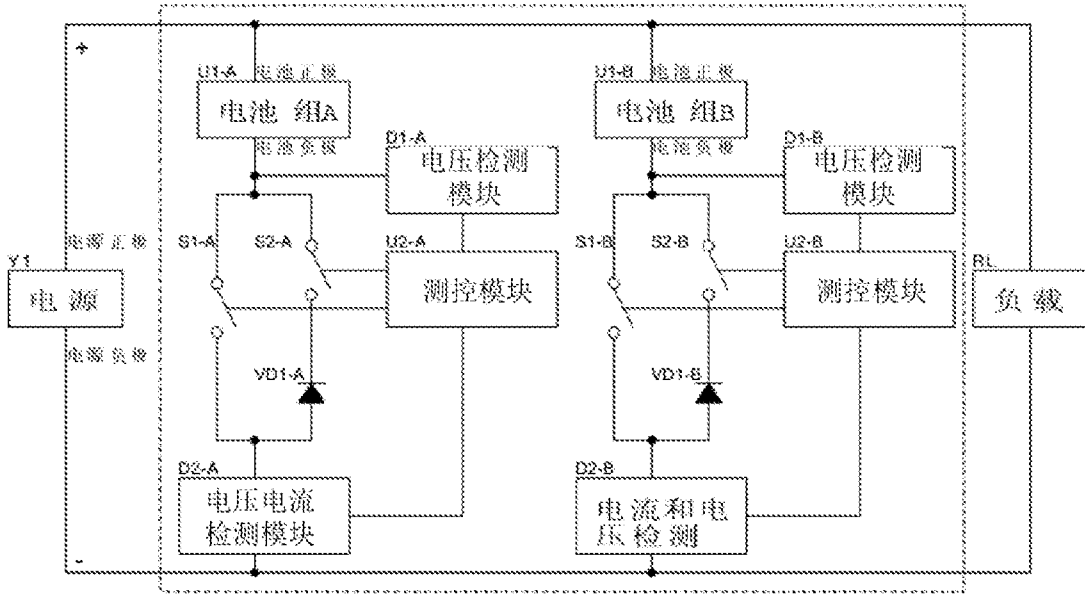 +
U1-A 电池正极
电池 组A
电池负极
D1-A
电压检测
模块
S1-A
S2-A
U2-A
测控模块
VD1-A
D2-A
电压电流
检测模块
U1-B 电池正极
电池 组B
电池负极
D1-B
电压检测
模块
S1-B
S2-B
U2-B
测控模块
VD1-B
D2-B
电流和电
压检测
电源正极
Y1
电 源
电源负极
RL
负 载
-